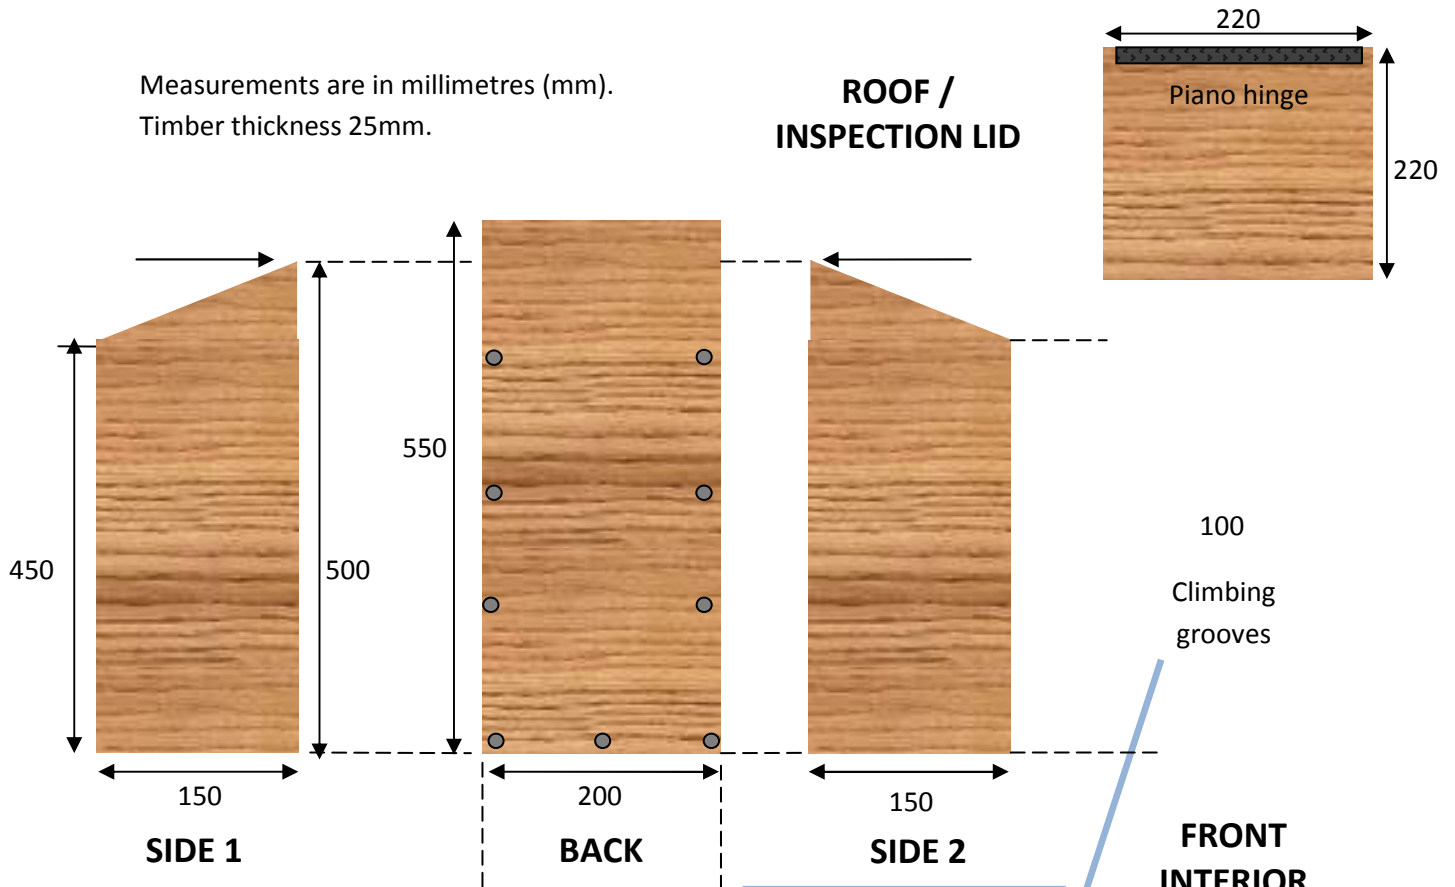 220
Measurements are in millimetres (mm).
Timber thickness 25mm.
ROOF /
INSPECTION LID
Piano hinge
220
550
450
500
100
Climbing
grooves
150
200
150
SIDE 1
BACK
SIDE 2
FRONT
INTERIOR